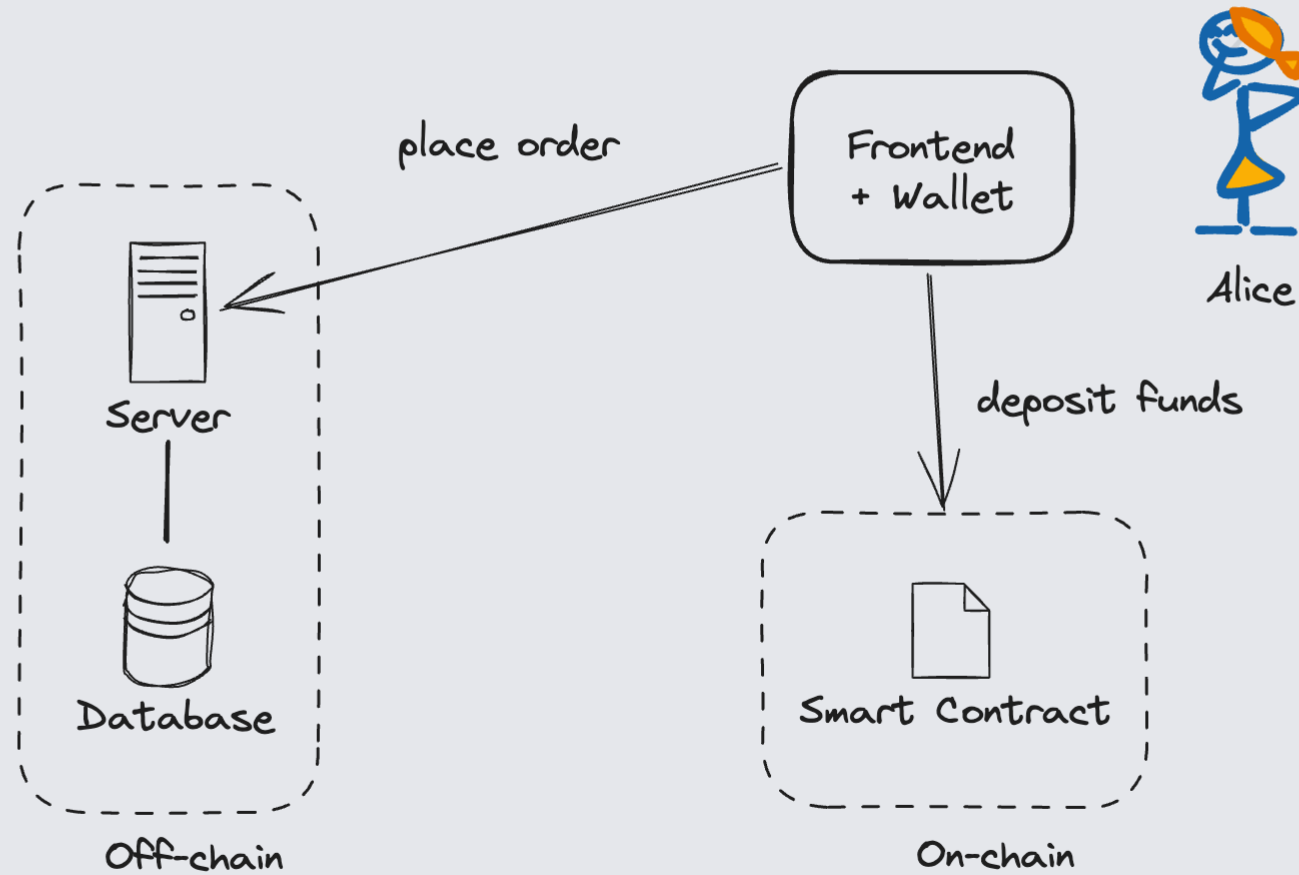 place order
Frontend
+ Wallet
Alice
Server
deposit funds
Database
Smart Contract
Off-chain
On-chain